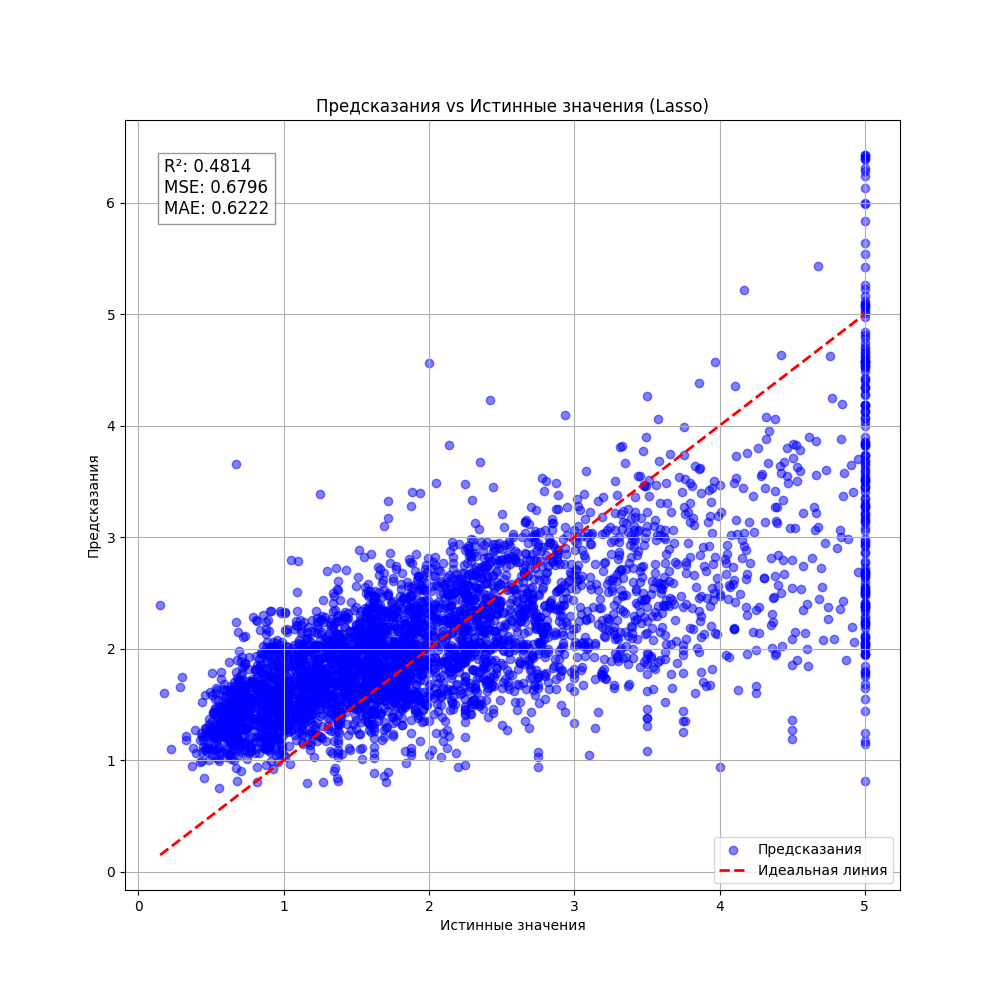 Предсказания vs Истинные значения (Lasso)
R²: 0.4814
MSE: 0.6796
MAE: 0.6222
Предсказания
6
5
4
3
2
1
0
Предсказания
Идеальная линия
0 1 2 3 4 5
Истинные значения